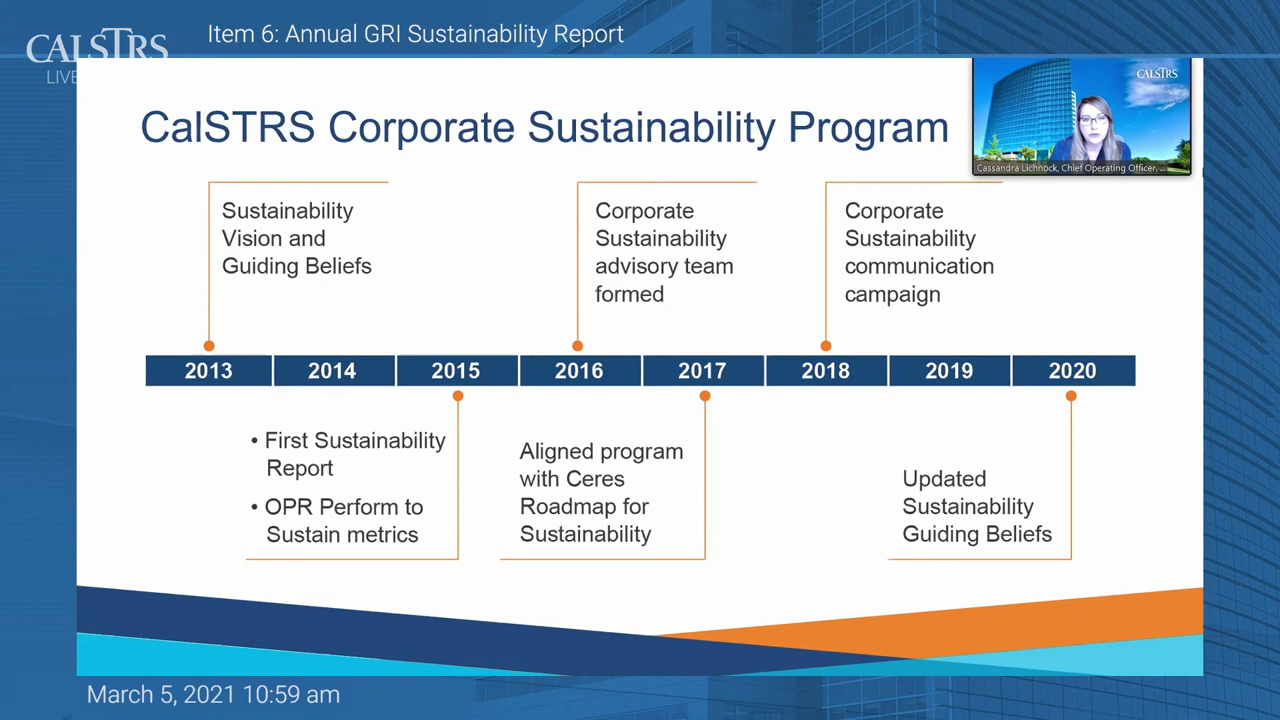 Item 6: Annual GRI Sustainability Report
CALSTRS
LIVE
CalSTRS Corporate Sustainability Program
CALSTRS
Cassandra Lichnock, Chief Operating Officer, ...
Sustainability
Vision and
Guiding Beliefs
Corporate
Sustainability
advisory team
formed
Corporate
Sustainability
communication
campaign
2013 2014 2015 2016 2017 2018 2019 2020
• First Sustainability
Report
• OPR Perform to
Sustain metrics
Aligned program
with Ceres
Roadmap for
Sustainability
Updated
Sustainability
Guiding Beliefs
March 5, 2021 10:59 am